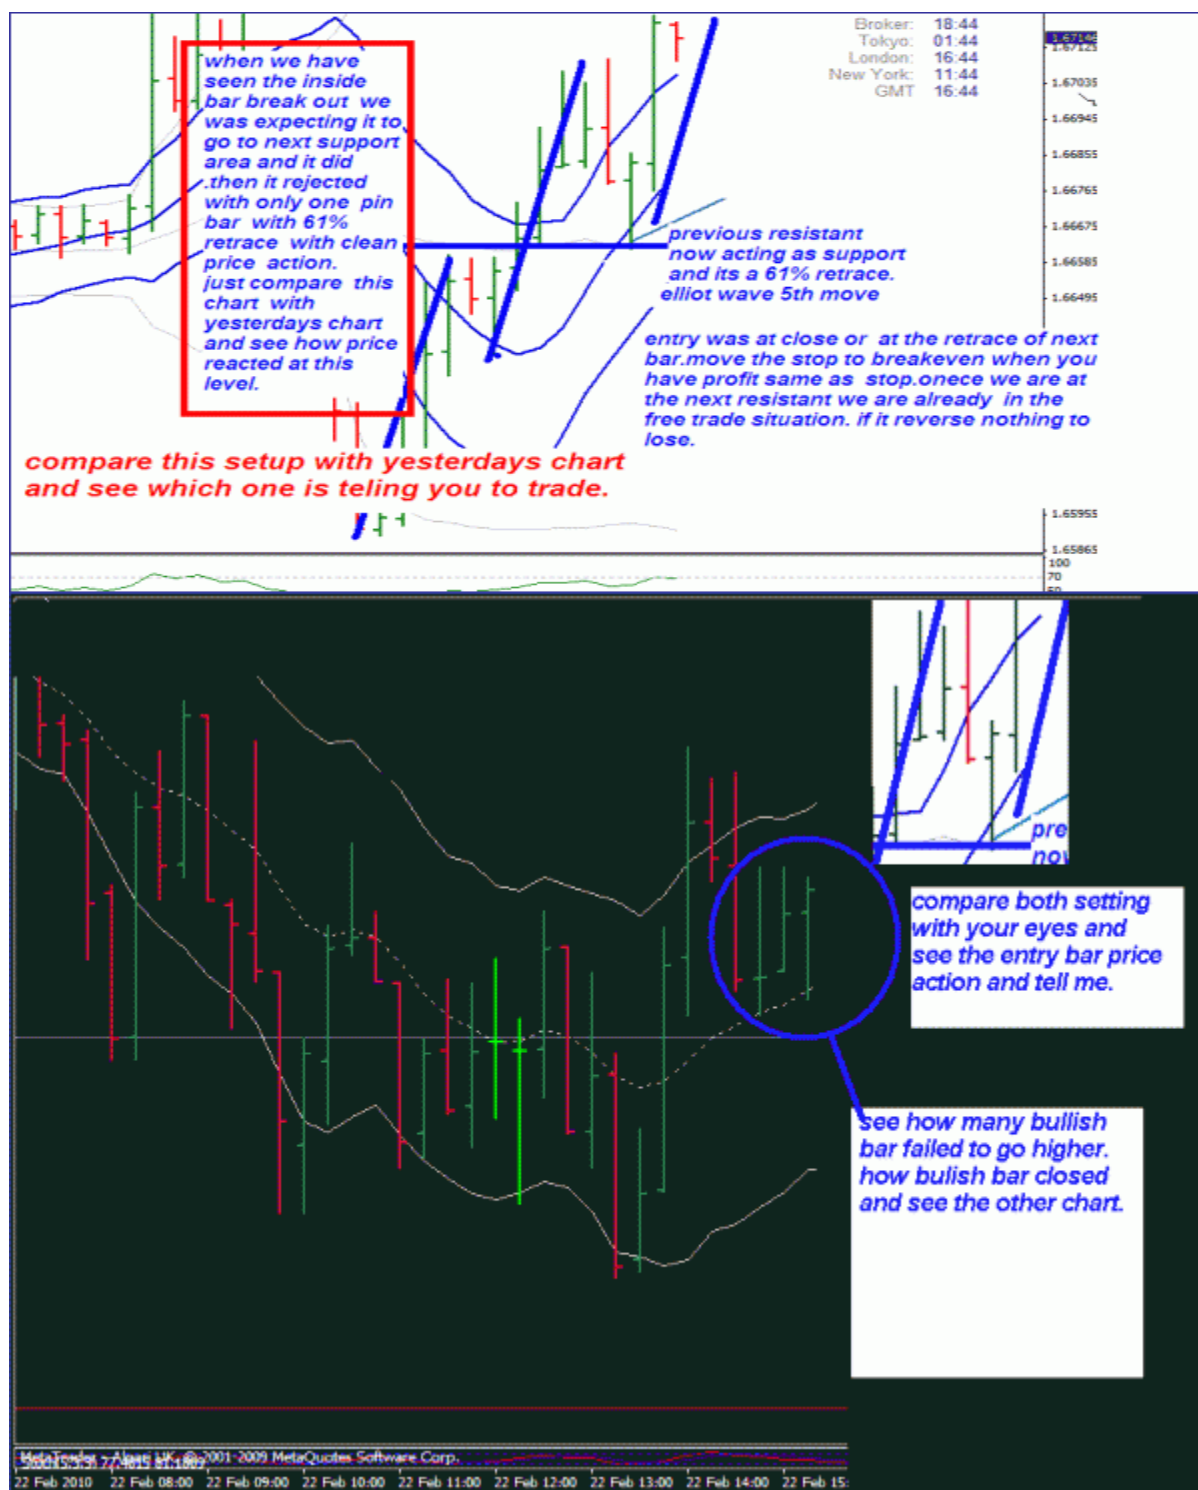 when we have
seen the inside
bar break out we
was expecting it to
go to next support
area and it did
.then it rejected
with only one pin
bar with 61%
retrace with clean
price action.
just compare this
chart with
yesterdays chart
and see how price
reacted at this
level.
Broker: 18:44
Tokyo: 01:44
London: 16:44
New York: 11:44
GMT 16:44
1.67146
1.67125
1.67035
1.66945
1.66855
1.66765
1.66675
1.66585
1.66495
previous resistant
now acting as support
and its a 61% retrace.
elliot wave 5th move
entry was at close or at the retrace of next
bar.move the stop to breakeven when you
have profit same as stop.onece we are at
the next resistant we are already in the
free trade situation. if it reverse nothing to
lose.
compare this setup with yesterdays chart
and see which one is teling you to trade.
1.65955
1.65865
100
70
pre
nov
compare both setting
with your eyes and
see the entry bar price
action and tell me.
see how many bullish
bar failed to go higher.
how bulish bar closed
and see the other chart.
MetaTrader - Alpari UK, © 2001-2009 MetaQuotes Software Corp.
22 Feb 2010 22 Feb 08:00 22 Feb 09:00 22 Feb 10:00 22 Feb 11:00 22 Feb 12:00 22 Feb 13:00 22 Feb 14:00 22 Feb 15: